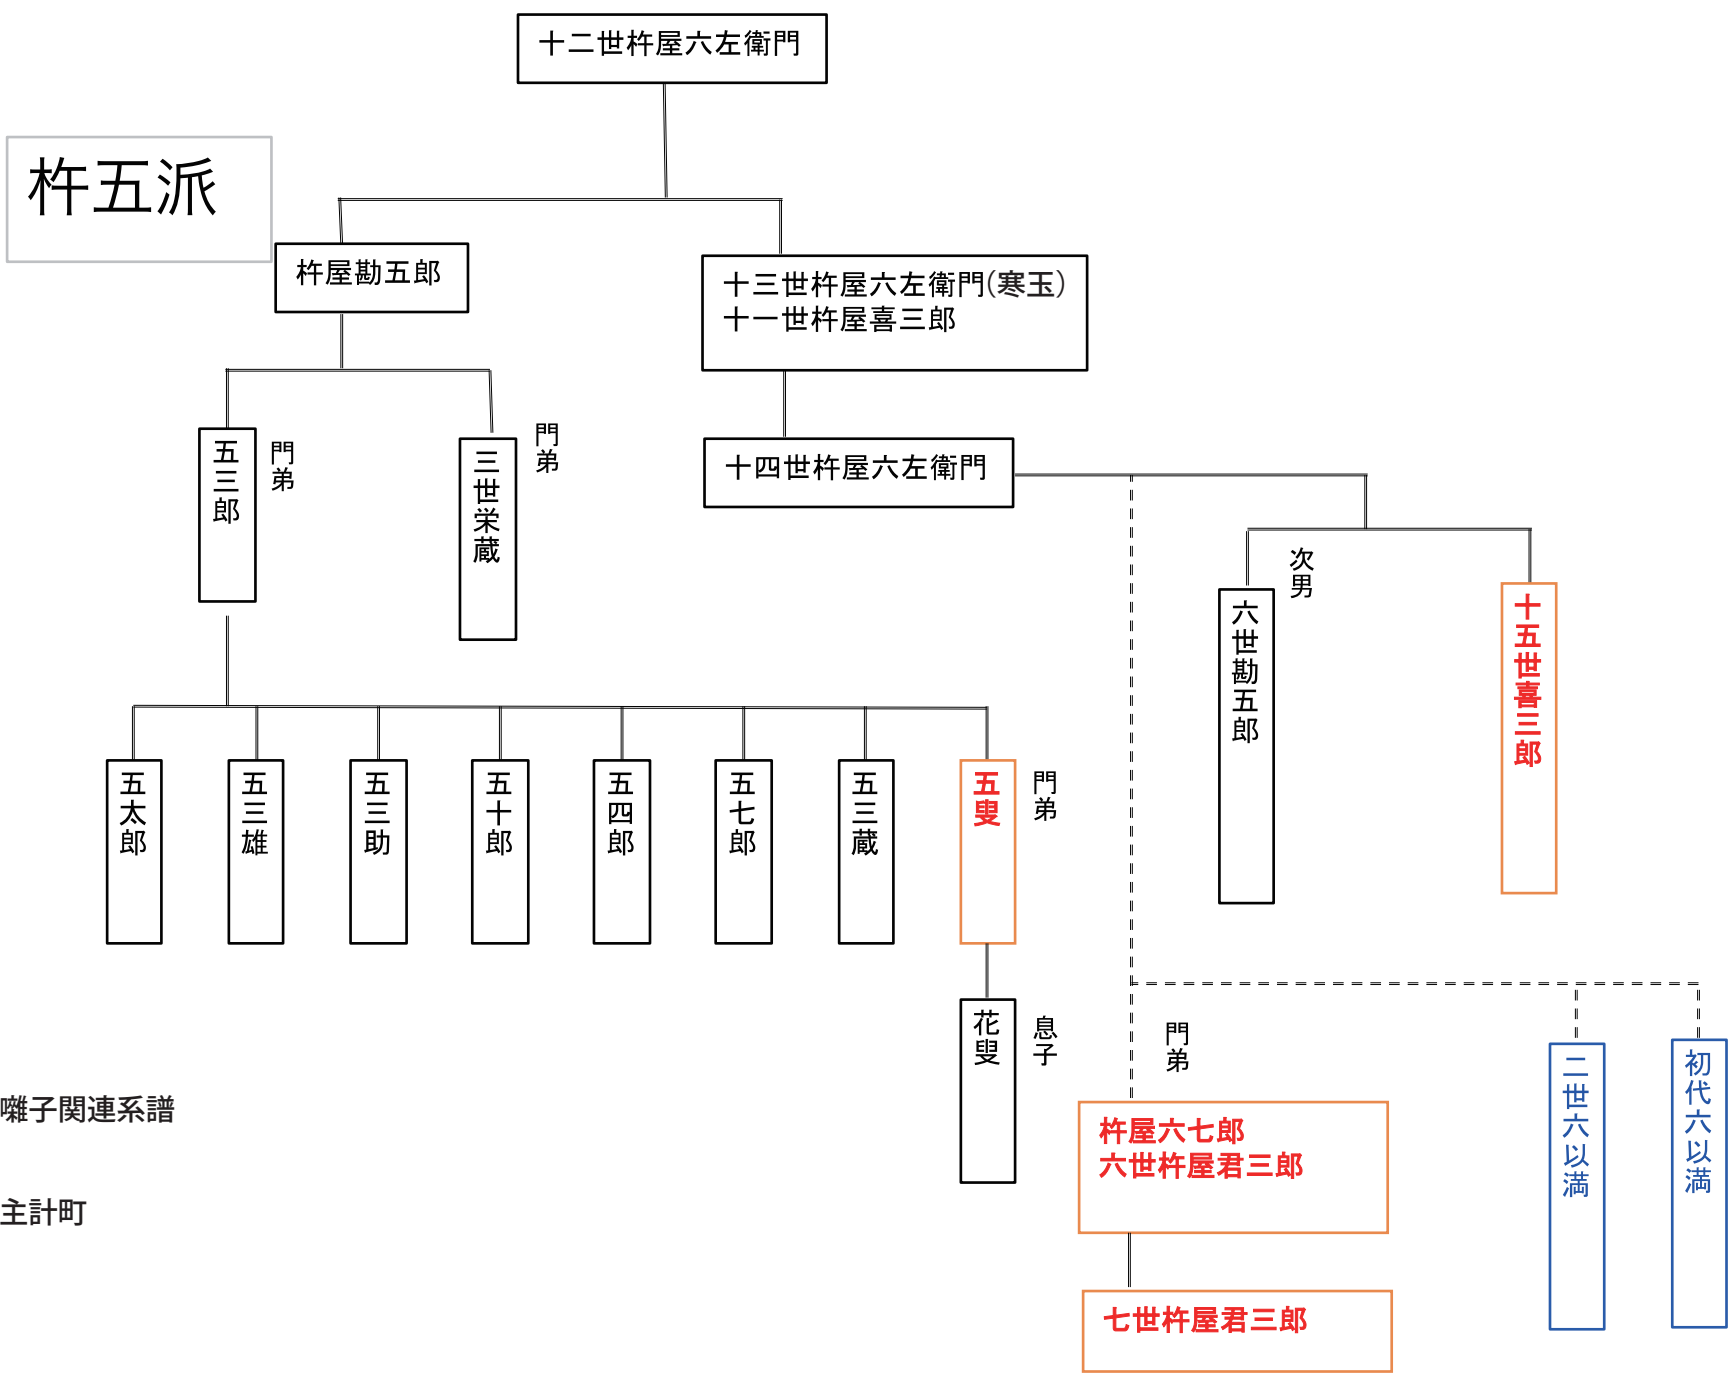 十二世杵屋六左衛門
杵五派
杵屋勘五郎
十三世杵屋六左衛門(寒玉)
十一世杵屋喜三郎
五三郎
門弟
三世栄蔵
門弟
十四世杵屋六左衛門
六世勘五郎
次男
十五世喜三郎
五太郎
五三雄
五三助
五十郎
五四郎
五七郎
五三蔵
五叟
門弟
花叟
息子
門弟
杵屋六七郎
六世杵屋君三郎
七世杵屋君三郎
二世六以満
初代六以満
囃子関連系譜
主計町